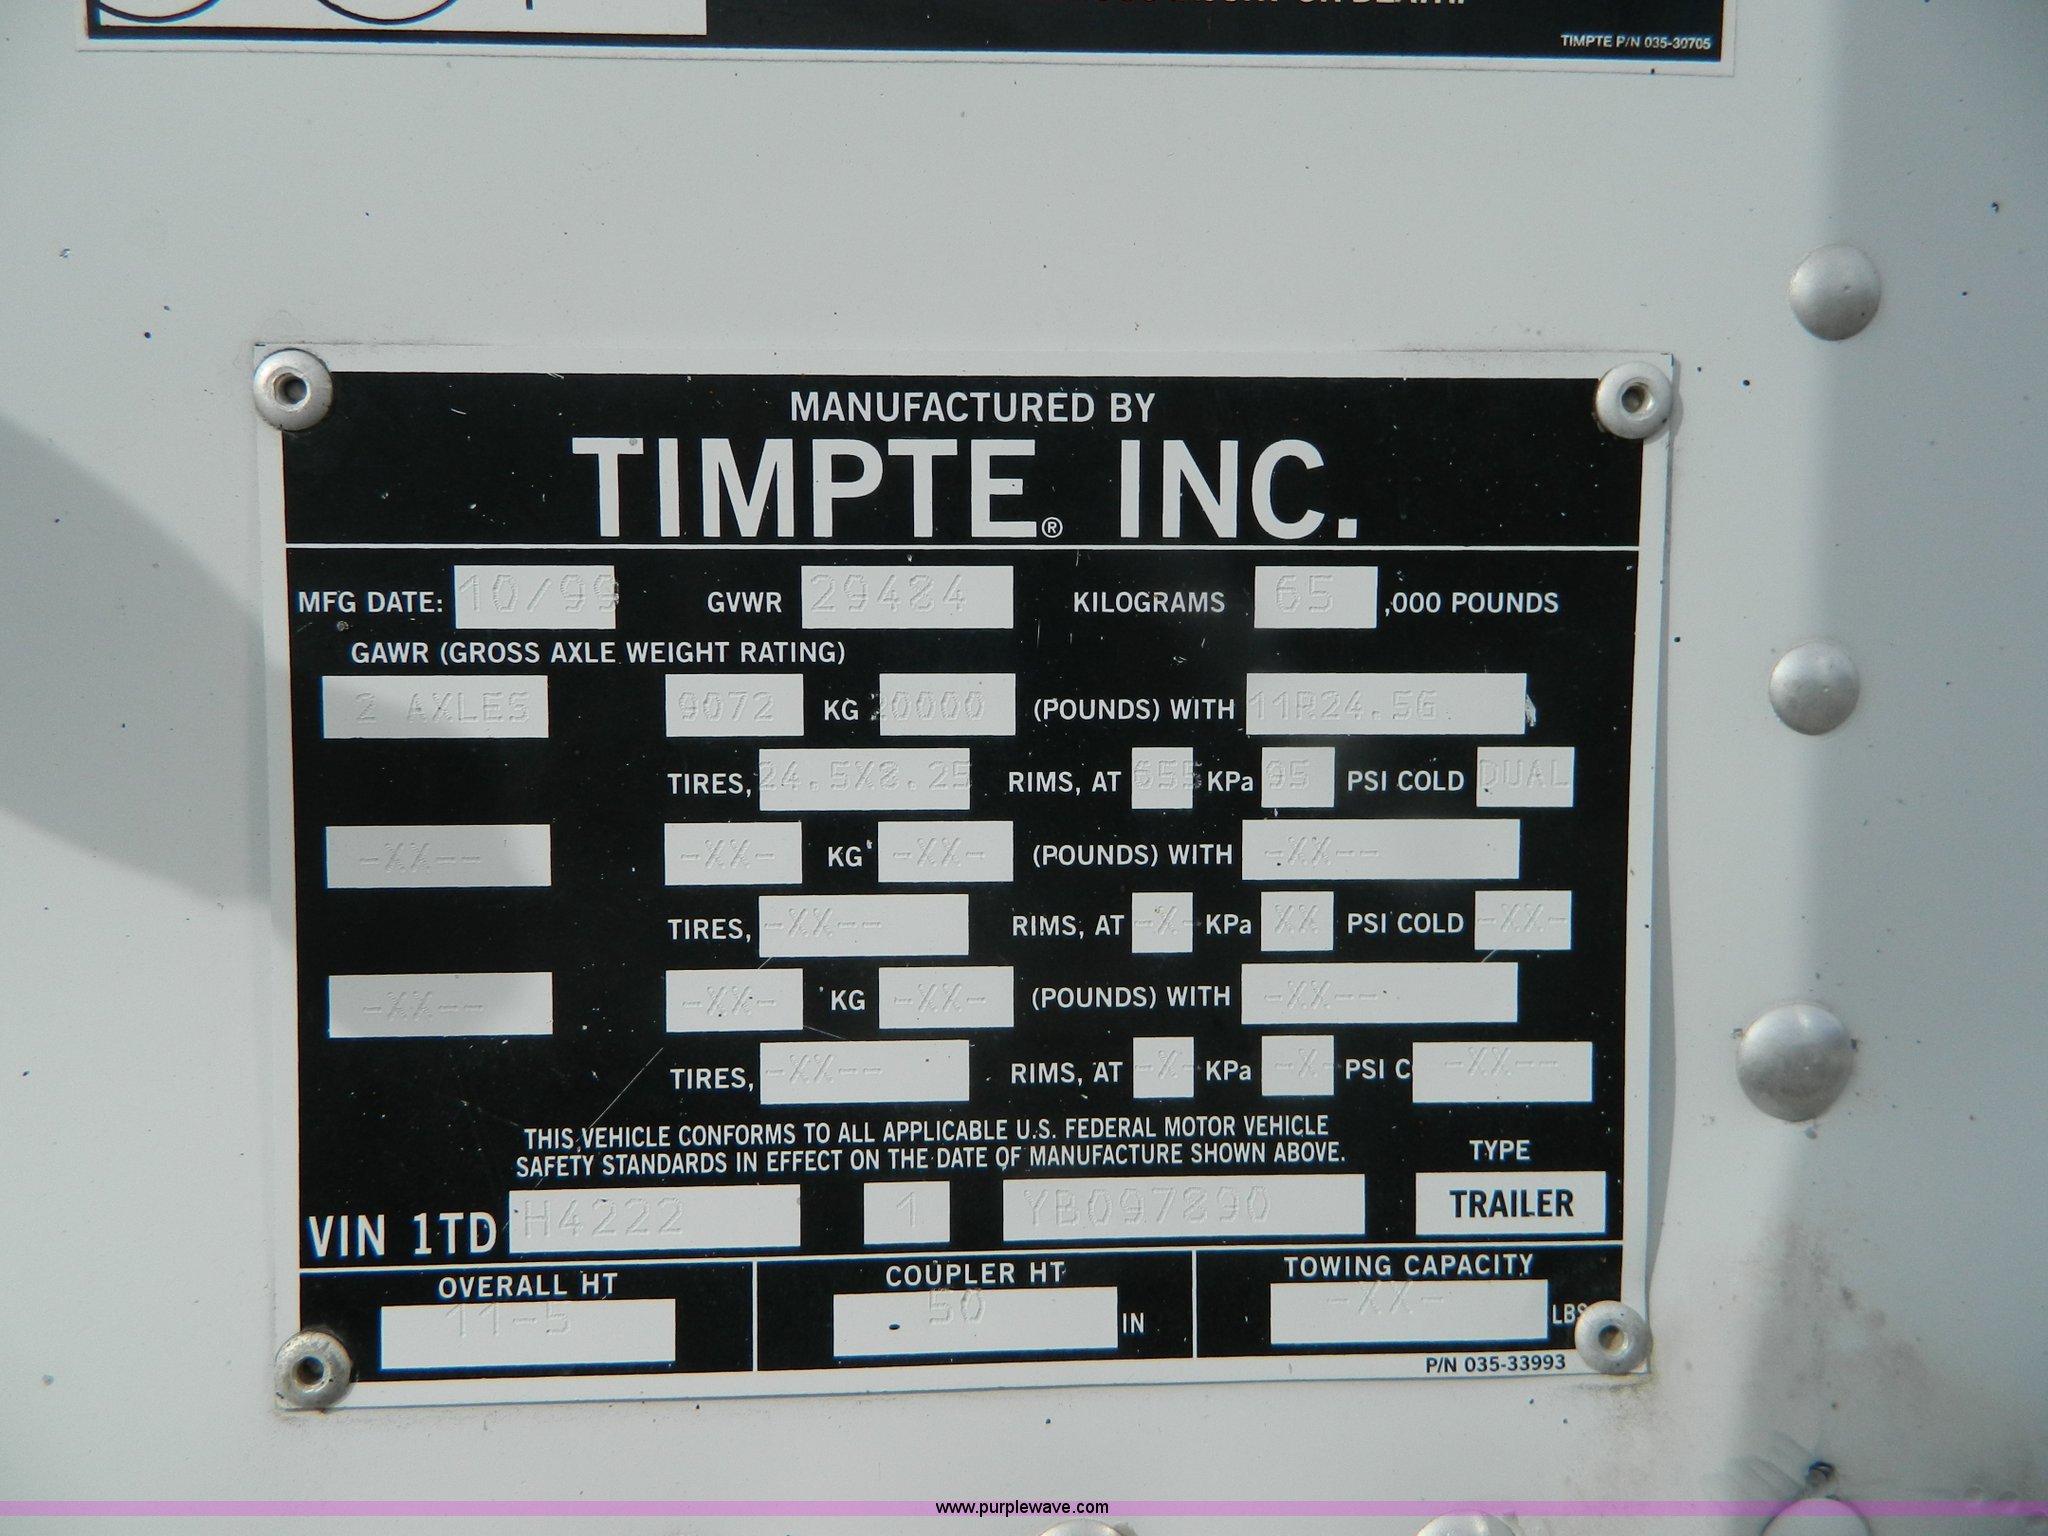 OR DEATH.
TIMPTE P/N 035-30705
MANUFACTURED BY
TIMPTE® INC.
MFG DATE: 10/99 GVWR 29484 KILOGRAMS 65 ,000 POUNDS
GAWR (GROSS AXLE WEIGHT RATING)
2 AXLES 9072 KG 20000 (POUNDS) WITH 11R24.5G
TIRES, 24.5X8.25 RIMS, AT 655 KPa 95 PSI COLD DUAL
-XX-- -XX- KG -XX- (POUNDS) WITH -XX--
TIRES, -XX-- RIMS, AT -X- KPa XX PSI COLD -XX-
-XX-- -XX- KG -XX- (POUNDS) WITH -XX--
TIRES, -XX-- RIMS, AT -X- KPa -X- PSI C -XX--
THIS VEHICLE CONFORMS TO ALL APPLICABLE U.S. FEDERAL MOTOR VEHICLE
SAFETY STANDARDS IN EFFECT ON THE DATE OF MANUFACTURE SHOWN ABOVE.
TYPE
VIN 1TD H4222 1 YB097890 TRAILER
OVERALL HT COUPLER HT TOWING CAPACITY
11-5 50 IN -XX- LBS
P/N 035-33993
www.purplewave.com